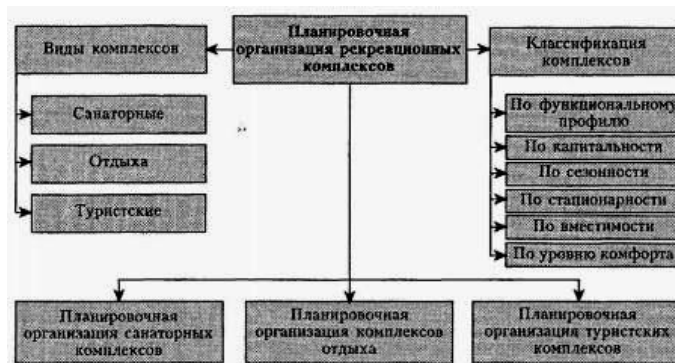 Планировочная
организация рекреационных
комплексов
Виды комплексов
Санаторные
Отдыха
Туристские
Классификация
комплексов
По функциональному
профилю
По капитальности
По сезонности
По стационарности
По вместимости
По уровню комфорта
Планировочная
организация санаторных
комплексов
Планировочная
организация комплексов
отдыха
Планировочная
организация туристских
комплексов